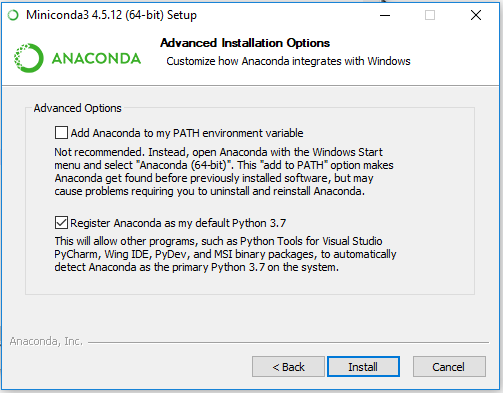 Miniconda3 4.5.12 (64-bit) Setup
ANACONDA
Advanced Installation Options
Customize how Anaconda integrates with Windows
Advanced Options
Add Anaconda to my PATH environment variable
Not recommended. Instead, open Anaconda with the Windows Start
menu and select "Anaconda (64-bit)". This "add to PATH" option makes
Anaconda get found before previously installed software, but may
cause problems requiring you to uninstall and reinstall Anaconda.
Register Anaconda as my default Python 3.7
This will allow other programs, such as Python Tools for Visual Studio
PyCharm, Wing IDE, PyDev, and MSI binary packages, to automatically
detect Anaconda as the primary Python 3.7 on the system.
Anaconda, Inc.
< Back
Install
Cancel